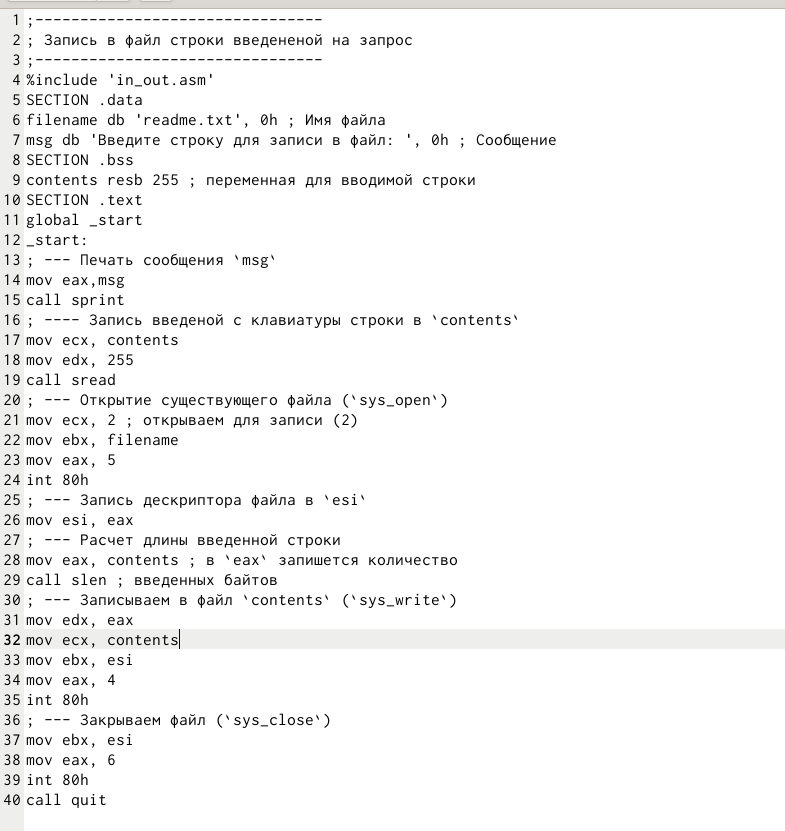 1 ;--------------------------------
2 ; Запись в файл строки введененой на запрос
3 ;--------------------------------
4 %include 'in_out.asm'
5 SECTION .data
6 filename db 'readme.txt', 0h ; Имя файла
7 msg db 'Введите строку для записи в файл: ', 0h ; Сообщение
8 SECTION .bss
9 contents resb 255 ; переменная для вводимой строки
10 SECTION .text
11 global _start
12 _start:
13 ; --- Печать сообщения `msg`
14 mov eax,msg
15 call sprint
16 ; ---- Запись введеной с клавиатуры строки в `contents`
17 mov ecx, contents
18 mov edx, 255
19 call sread
20 ; --- Открытие существующего файла (`sys_open`)
21 mov ecx, 2 ; открываем для записи (2)
22 mov ebx, filename
23 mov eax, 5
24 int 80h
25 ; --- Запись дескриптора файла в `esi`
26 mov esi, eax
27 ; --- Расчет длины введенной строки
28 mov eax, contents ; в `eax` запишется количество
29 call slen ; введенных байтов
30 ; --- Записываем в файл `contents` (`sys_write`)
31 mov edx, eax
32 mov ecx, contents
33 mov ebx, esi
34 mov eax, 4
35 int 80h
36 ; --- Закрываем файл (`sys_close`)
37 mov ebx, esi
38 mov eax, 6
39 int 80h
40 call quit